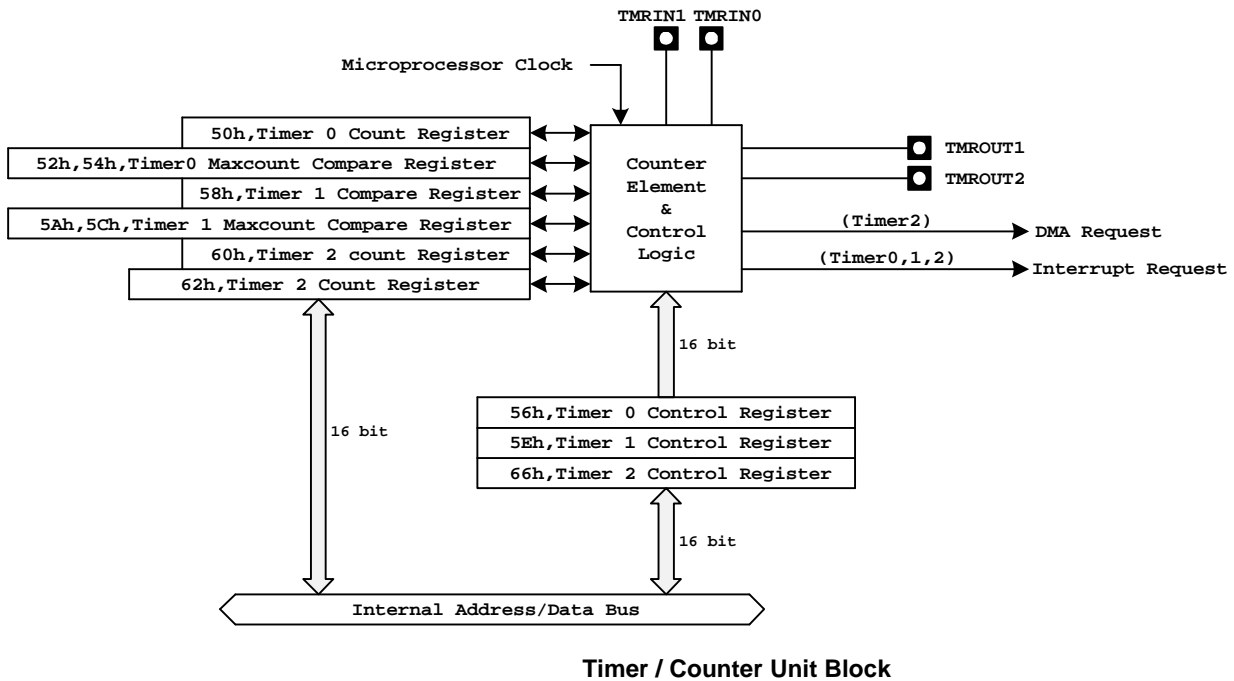 TMRIN1 TMRIN0
Microprocessor Clock
50h,Timer 0 Count Register
52h,54h,Timer0 Maxcount Compare Register
58h,Timer 1 Compare Register
5Ah,5Ch,Timer 1 Maxcount Compare Register
60h,Timer 2 count Register
62h,Timer 2 Count Register
Counter
Element
&
Control
Logic
TMROUT1
TMROUT2
(Timer2)
DMA Request
(Timer0,1,2)
Interrupt Request
16 bit
56h,Timer 0 Control Register
5Eh,Timer 1 Control Register
66h,Timer 2 Control Register
16 bit
16 bit
Internal Address/Data Bus
Timer / Counter Unit Block